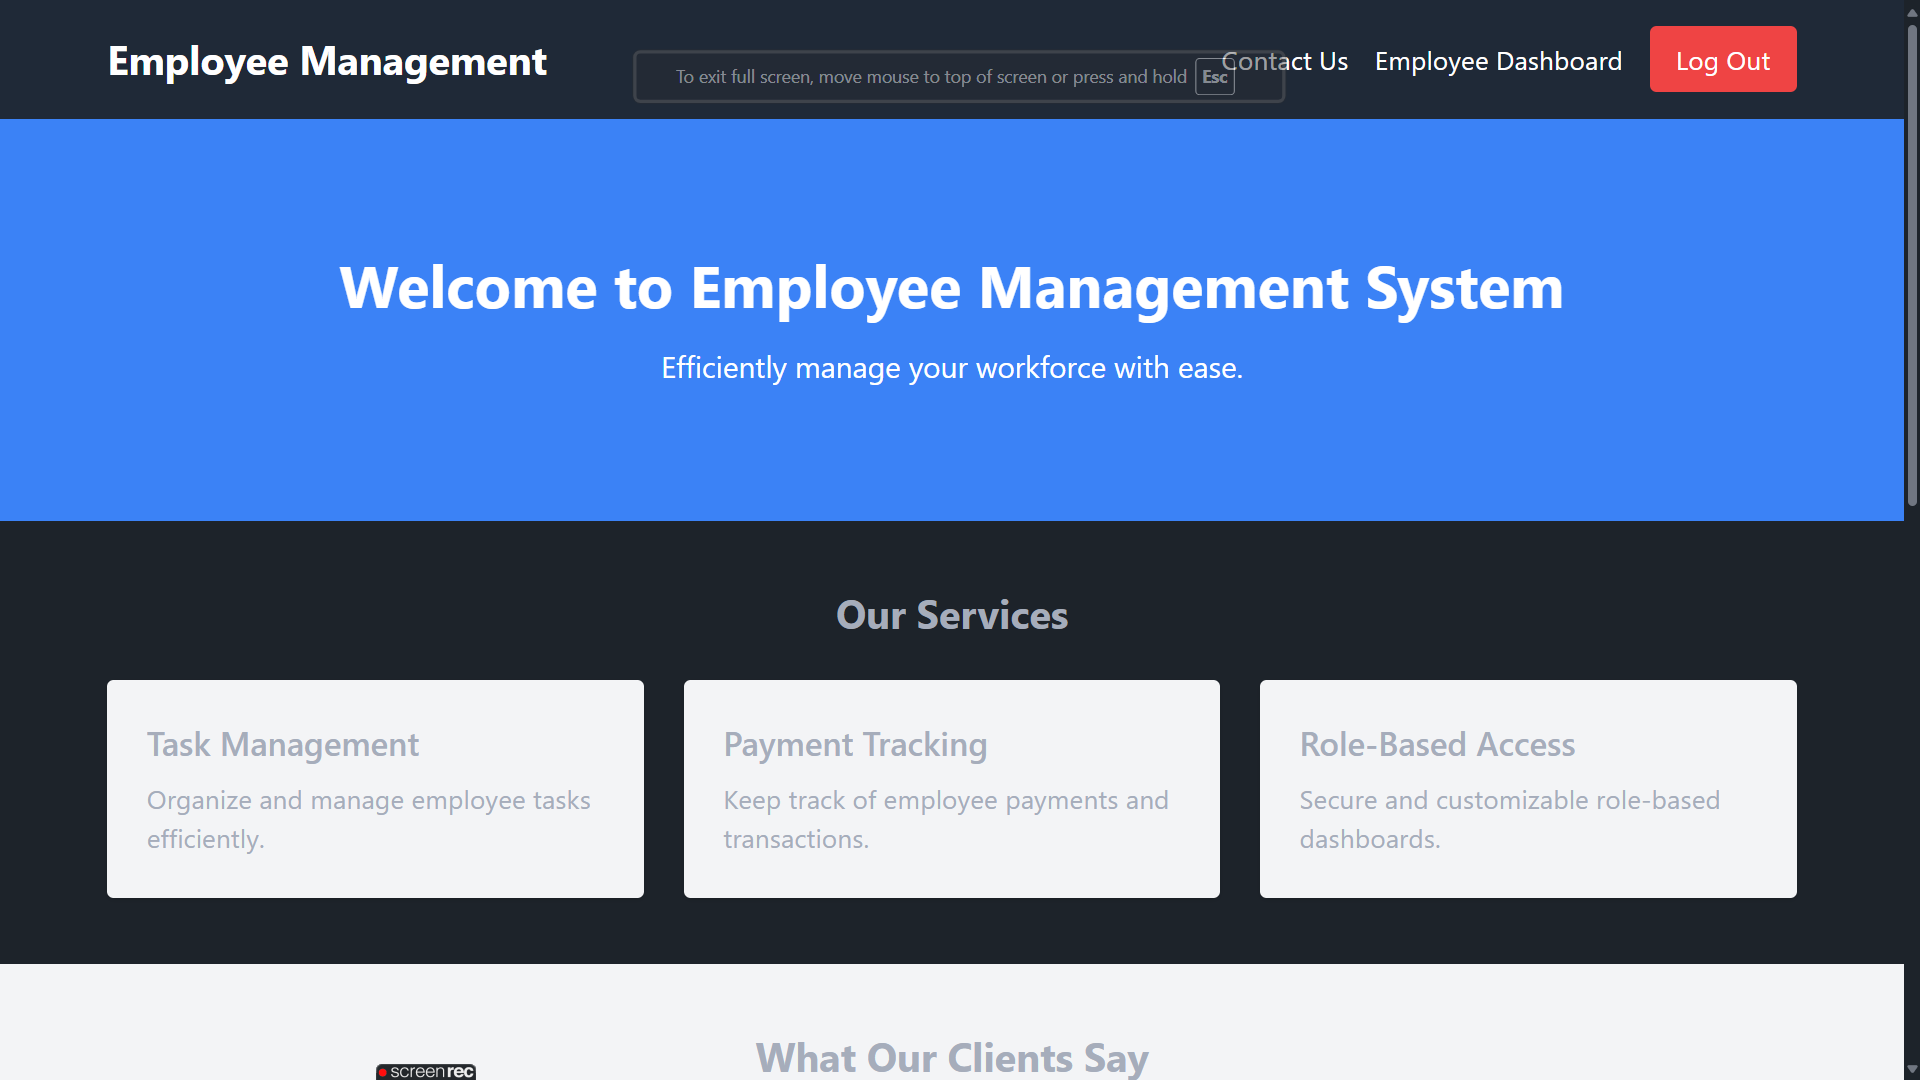 Employee Management
To exit full screen, move mouse to top of screen or press and hold Esc
Contact Us
Employee Dashboard
Log Out
Welcome to Employee Management System
Efficiently manage your workforce with ease.
Our Services
Task Management
Organize and manage employee tasks
efficiently.
Payment Tracking
Keep track of employee payments and
transactions.
Role-Based Access
Secure and customizable role-based
dashboards.
What Our Clients Say
screenrec